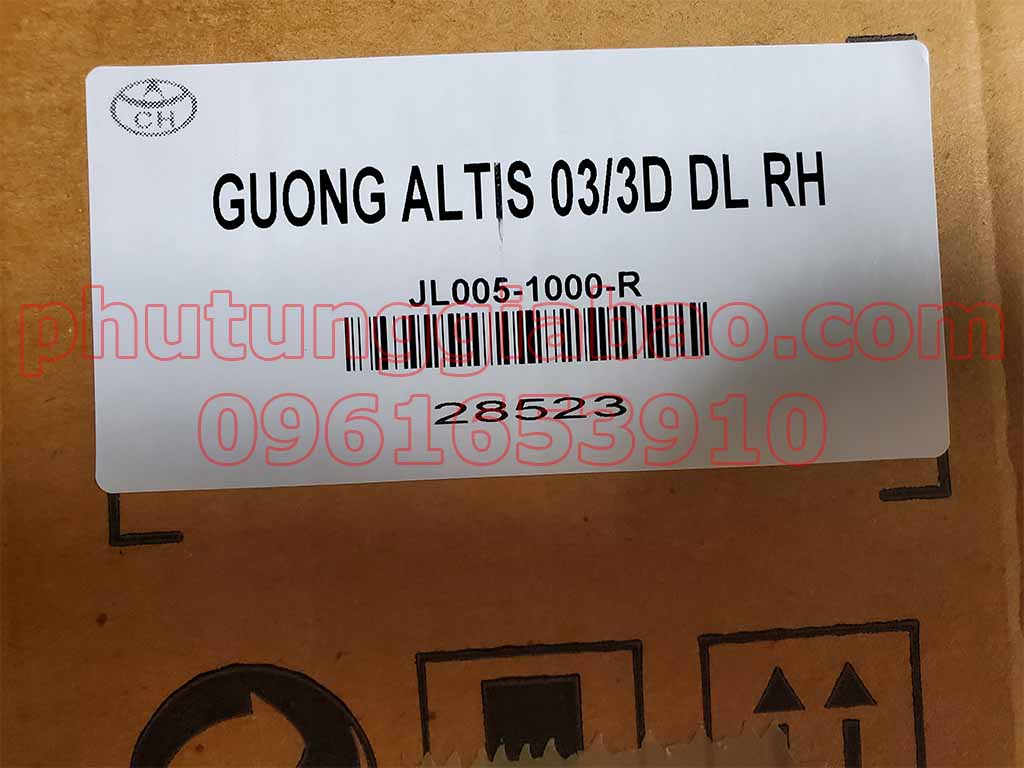 CH
GUONG ALTIS 03/3D DL RH
JL005-1000-R
phutunggiabao.com
28523
0961653910